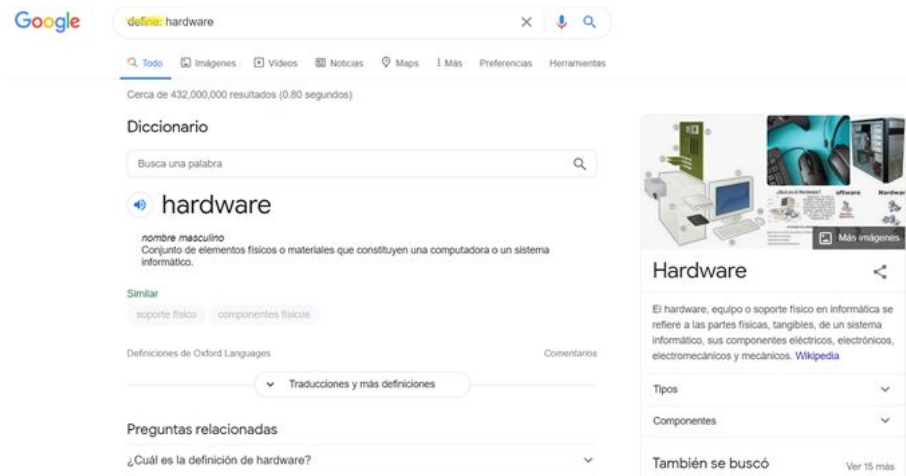 Google
define: hardware
Todo Imágenes Videos Noticias Maps Más Preferencias Herramientas
Cerca de 432,000,000 resultados (0.80 segundos)
Diccionario
Busca una palabra
hardware
nombre masculino
Conjunto de elementos físicos o materiales que constituyen una computadora o un sistema
informático.
Similar
soporte físico componentes físicos
Definiciones de Oxford Languages Comentarios
Traducciones y más definiciones
Preguntas relacionadas
¿Cuál es la definición de hardware?
oftware Hardwar
Más imágenes
Hardware
El hardware, equipo o soporte físico en informática se
refiere a las partes físicas, tangibles, de un sistema
informático, sus componentes eléctricos, electrónicos,
electromecánicos y mecánicos. Wikipedia
Tipos
Componentes
También se buscó Ver 15 más